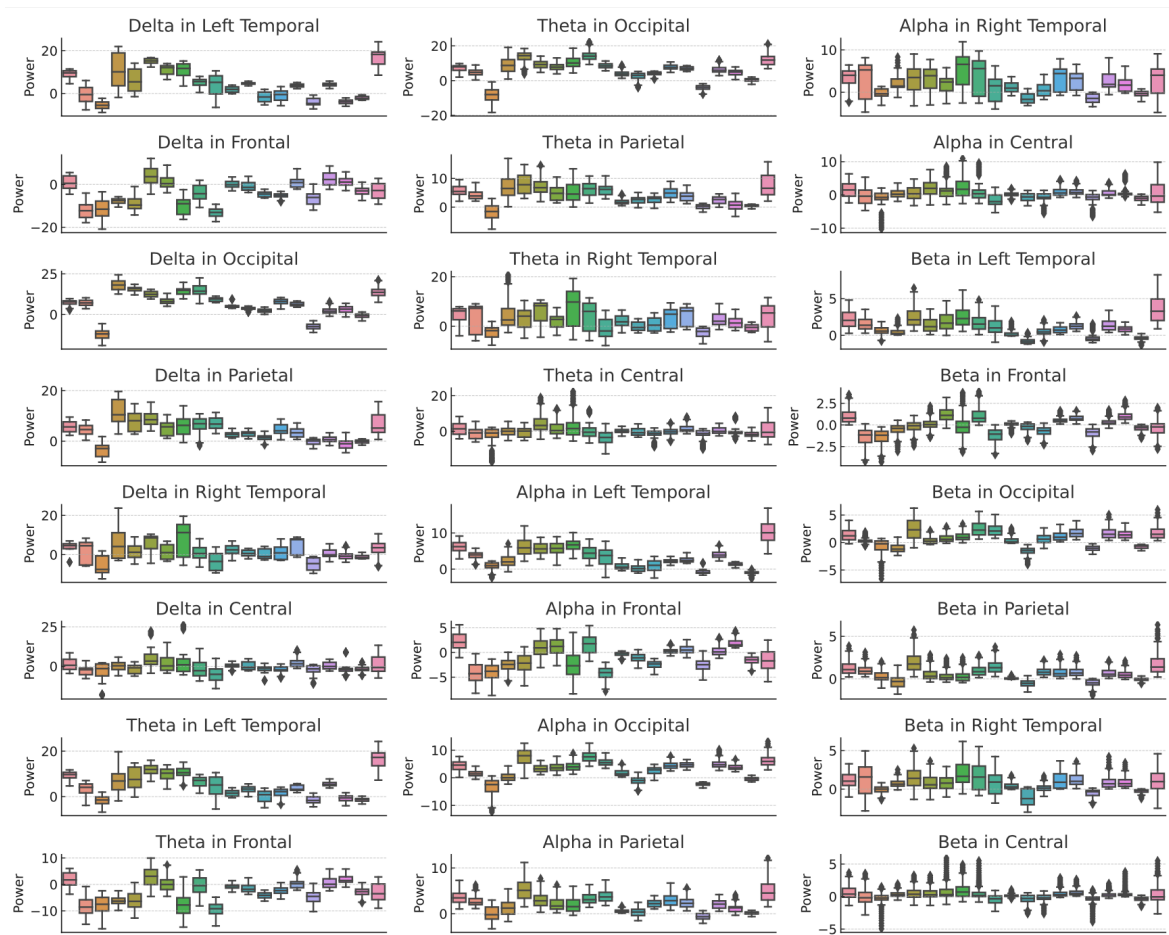 Delta in Left Temporal
Theta in Occipital
Alpha in Right Temporal
Power
20
0
Power
20
0
−20
Power
10
0
Delta in Frontal
Theta in Parietal
Alpha in Central
Power
0
−20
Power
10
0
Power
10
0
−10
Delta in Occipital
Theta in Right Temporal
Beta in Left Temporal
Power
25
0
Power
20
0
Power
5
0
Delta in Parietal
Theta in Central
Beta in Frontal
Power
20
0
Power
20
0
Power
2.5
0.0
−2.5
Delta in Right Temporal
Alpha in Left Temporal
Beta in Occipital
Power
20
0
Power
10
0
Power
5
0
−5
Delta in Central
Alpha in Frontal
Beta in Parietal
Power
25
0
Power
5
0
−5
Power
5
0
Theta in Left Temporal
Alpha in Occipital
Beta in Right Temporal
Power
20
0
Power
10
0
−10
Power
5
0
Theta in Frontal
Alpha in Parietal
Beta in Central
Power
10
0
−10
Power
10
0
Power
5
0
−5